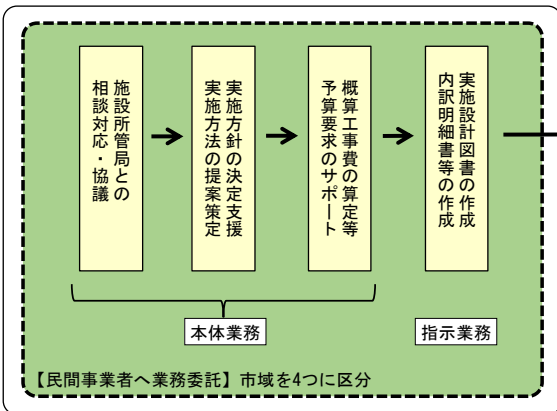 施設所管局との
相談対応・協議
実施方針の決定支援
実施方法の提案策定
概算工事費の算定等
予算要求のサポート
実施設計図書の作成
内訳明細書等の作成
本体業務
指示業務
【民間事業者へ業務委託】市域を4つに区分